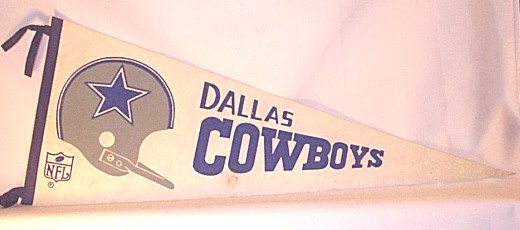 DALLAS
COWBOYS
NFL
®